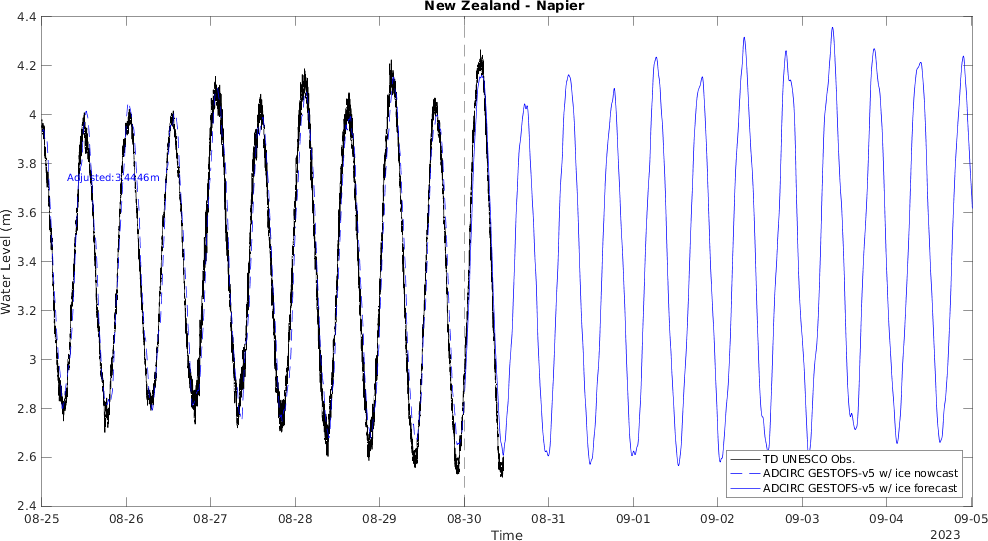 New Zealand - Napier
4.4
4.2
4
3.8
3.6
3.4
3.2
3
2.8
2.6
2.4
Water Level (m)
Adjusted:3.4446m
TD UNESCO Obs.
ADCIRC GESTOFS-v5 w/ ice nowcast
ADCIRC GESTOFS-v5 w/ ice forecast
08-25 08-26 08-27 08-28 08-29 08-30 08-31 09-01 09-02 09-03 09-04 09-05
Time
2023